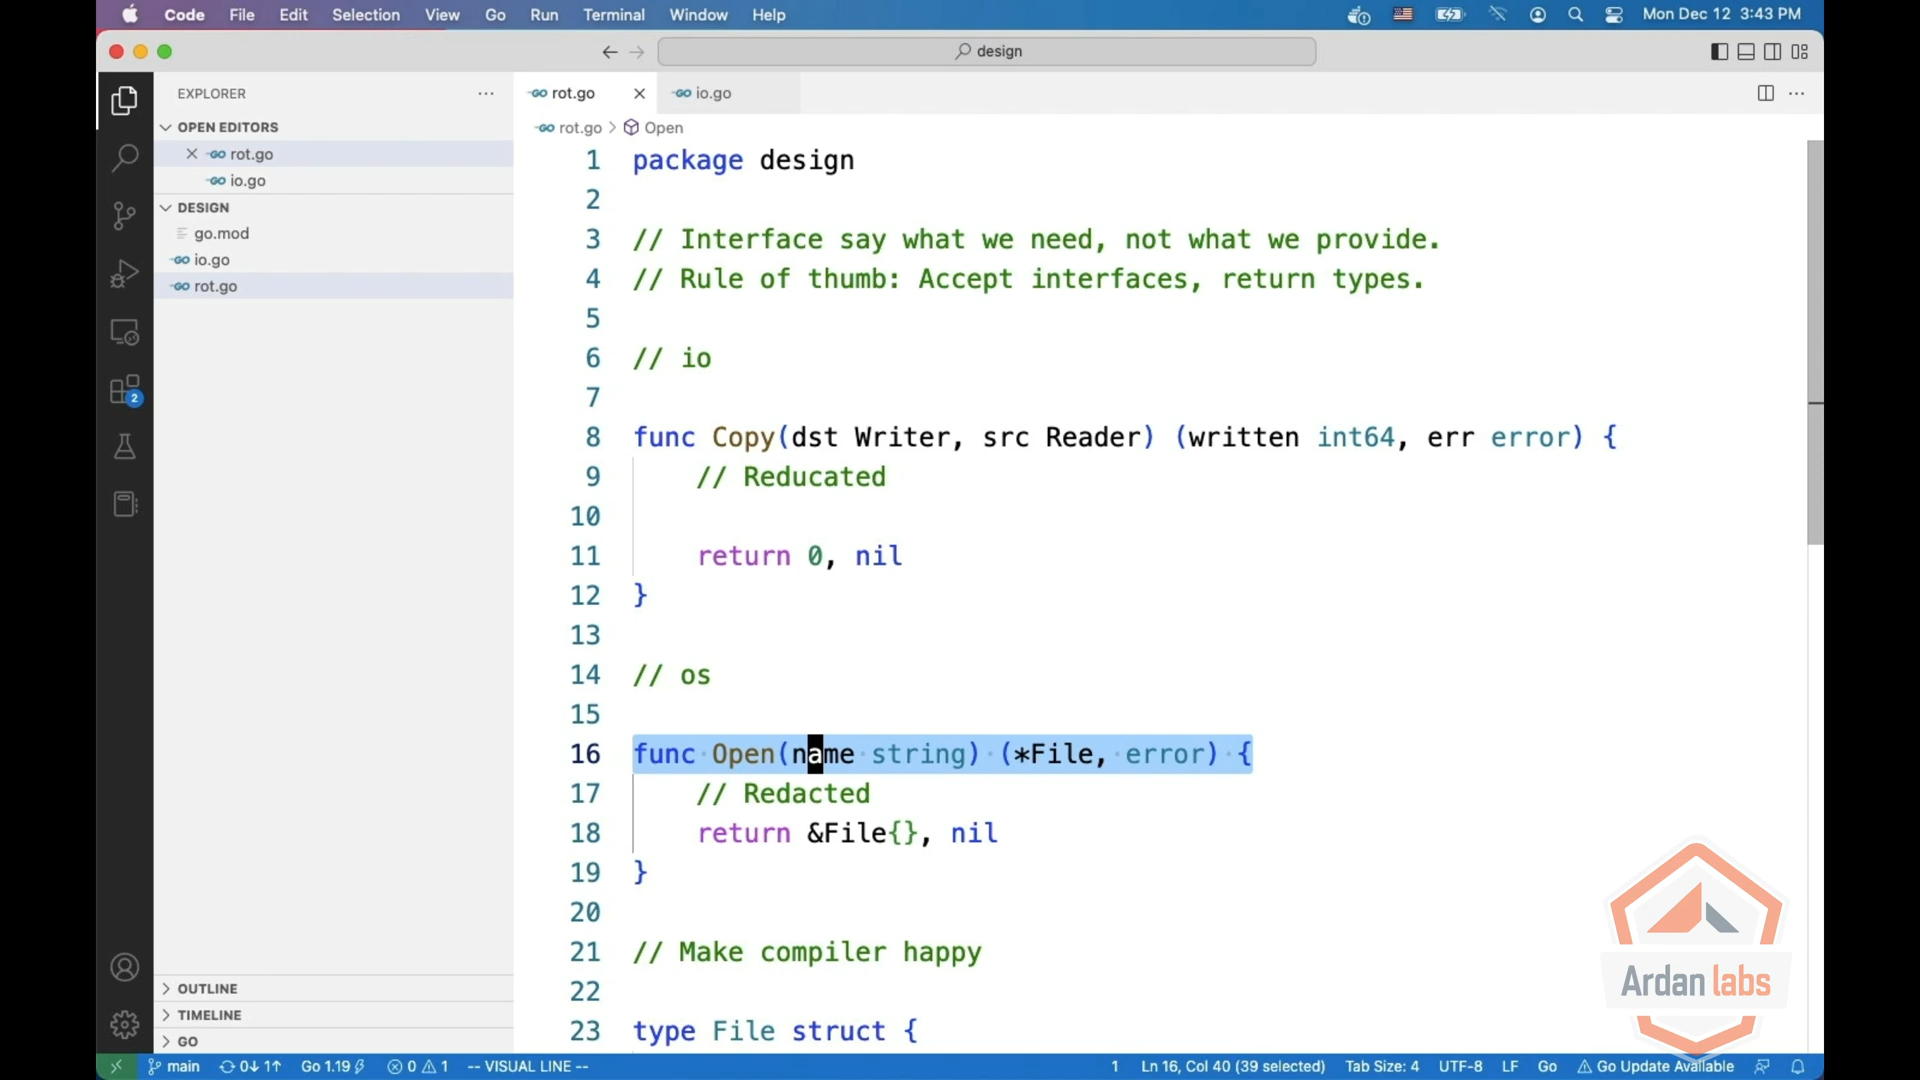 Code File Edit Selection View Go Run Terminal Window Help Mon Dec 12 3:43 PM
design
EXPLORER
rot.go io.go
OPEN EDITORS
rot.go > Open
rot.go
io.go
DESIGN
go.mod
io.go
rot.go
1 package design
2
3 // Interface say what we need, not what we provide.
4 // Rule of thumb: Accept interfaces, return types.
5
6 // io
7
8 func Copy(dst Writer, src Reader) (written int64, err error) {
9 // Reducated
10
11 return 0, nil
12 }
13
14 // os
15
16 func Open(name string) (*File, error) {
17 // Redacted
18 return &File{}, nil
19 }
20
21 // Make compiler happy
22
23 type File struct {
2
OUTLINE
TIMELINE
GO
Ardan labs
main 0↓ 1↑ Go 1.19 0 1 -- VISUAL LINE -- 1 Ln 16, Col 40 (39 selected) Tab Size: 4 UTF-8 LF Go Go Update Available